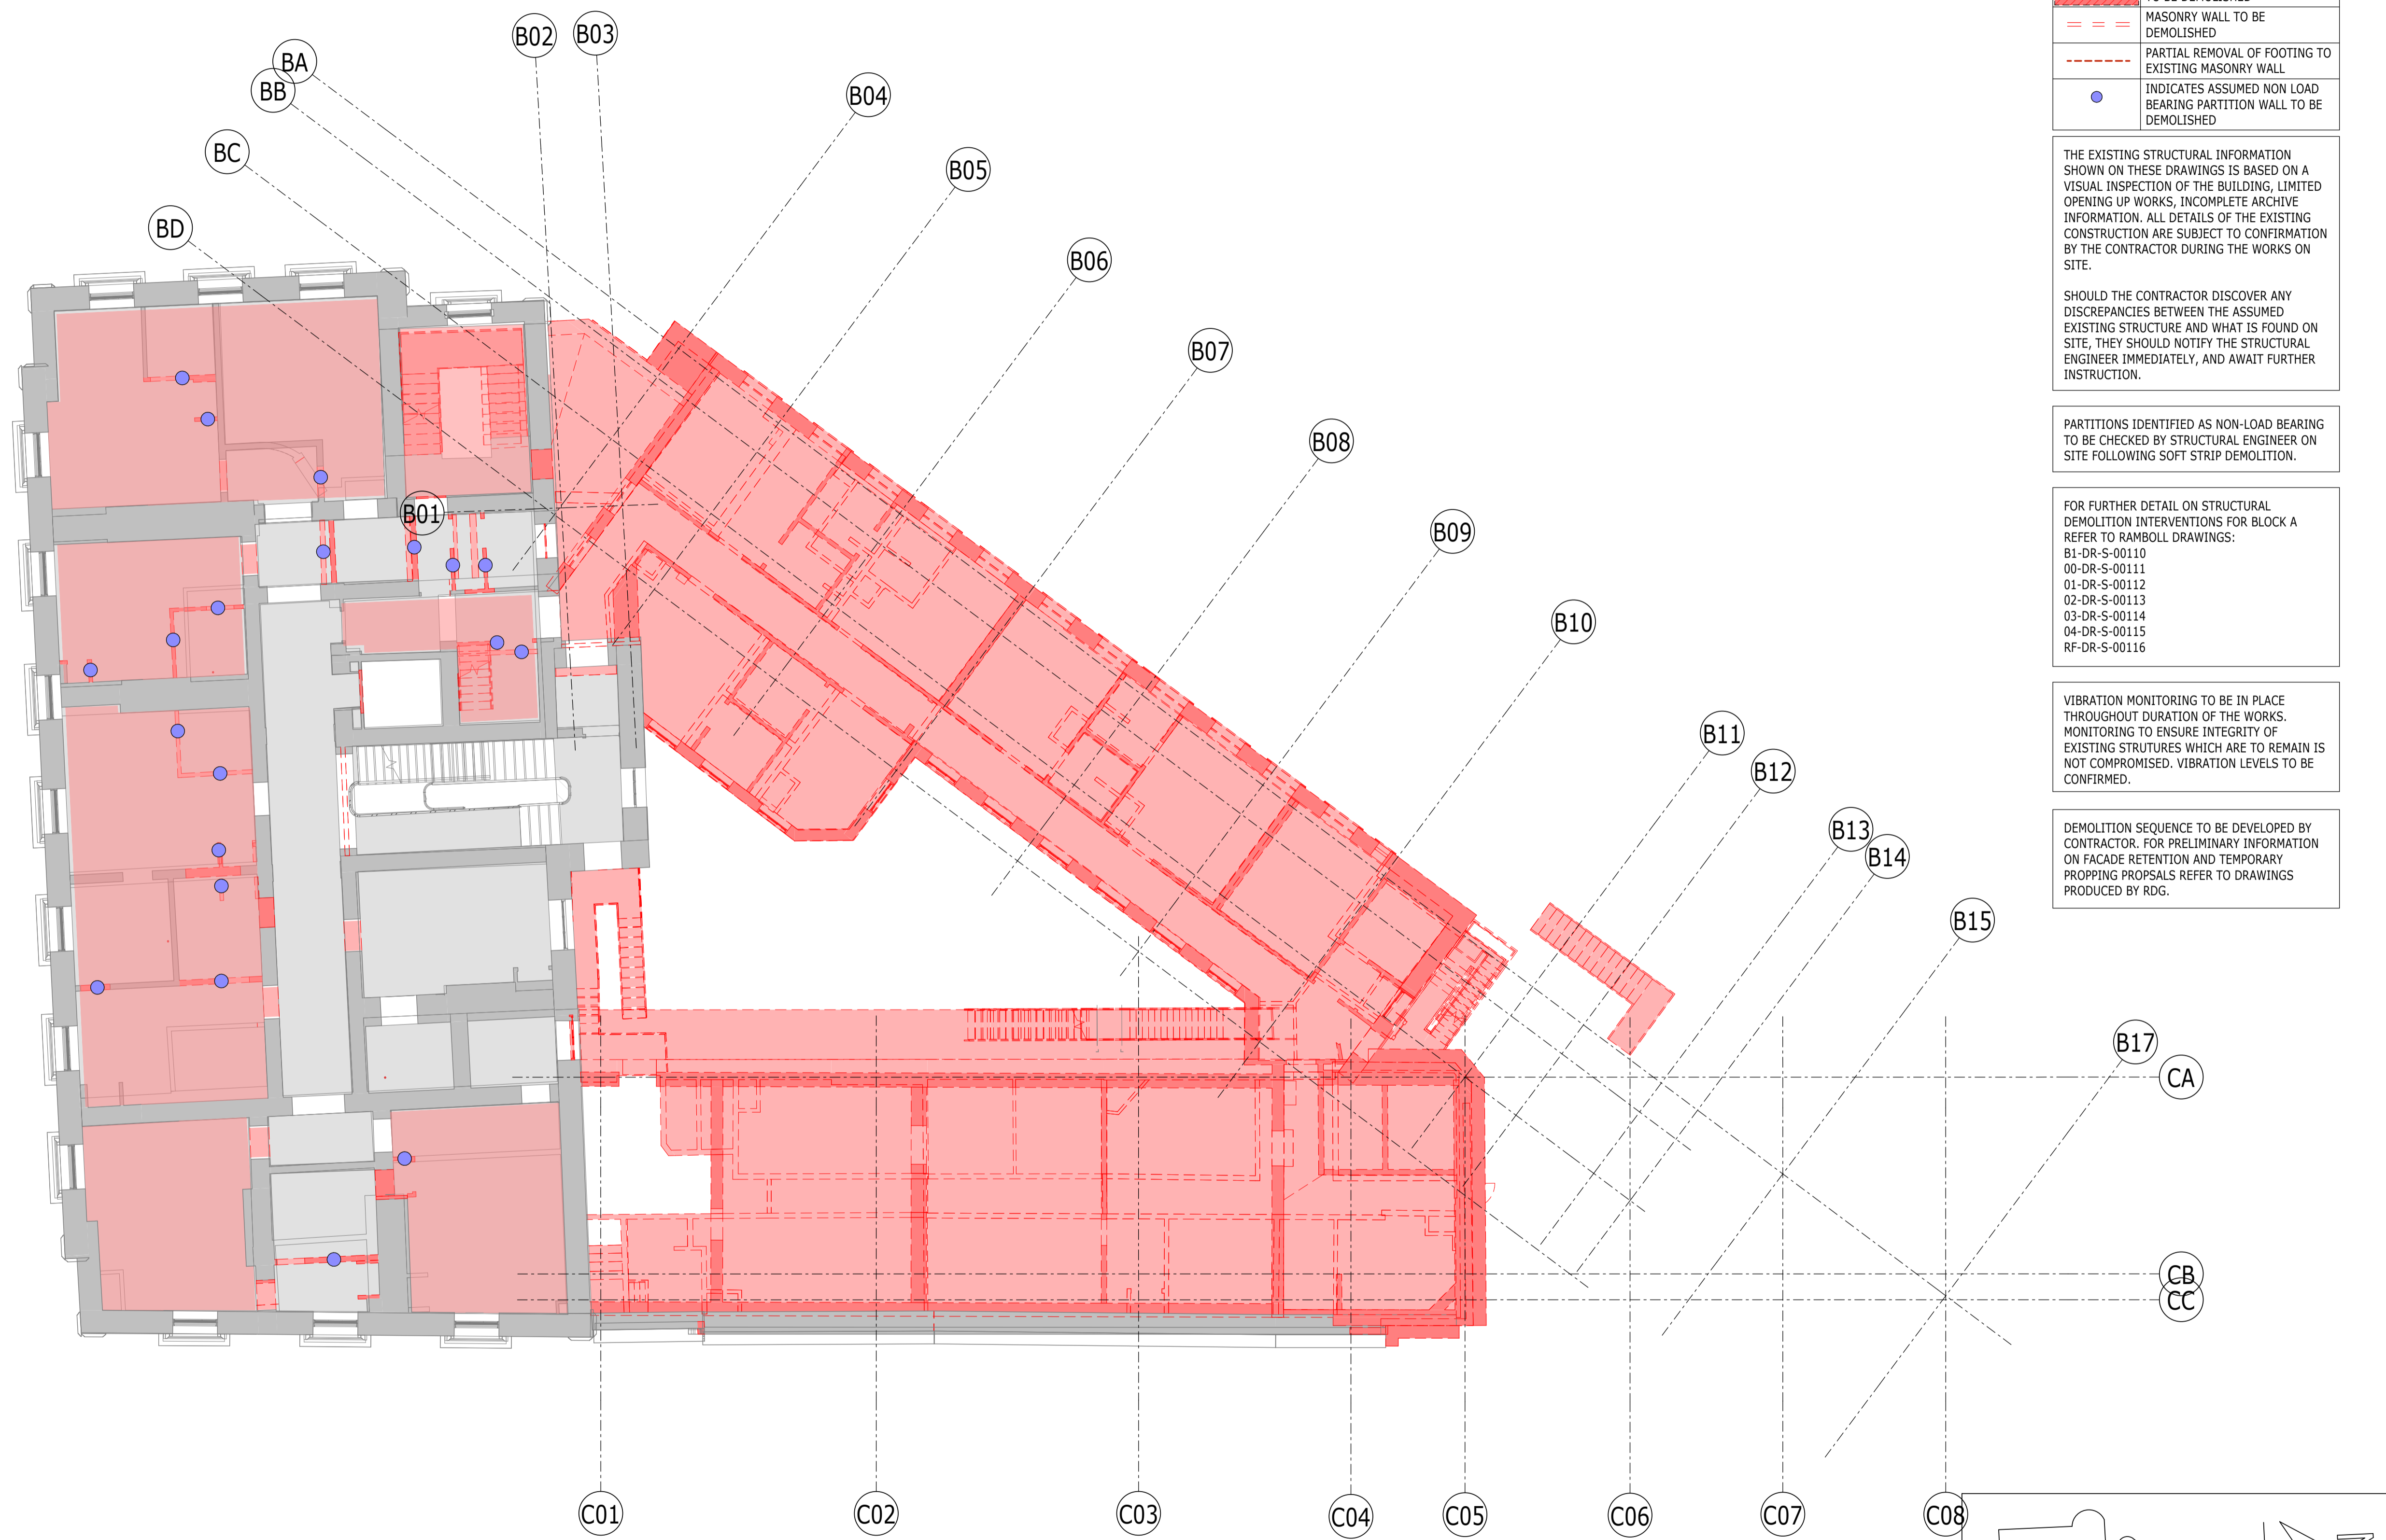 B02
B03
BA
BB
B04
BC
B05
BD
B06
B07
B08
B01
B09
B10
B11
B12
B13
B14
B15
B17
CA
CB
CC
C01
C02
C03
C04
C05
C06
C07
C08
TO BE DEMOLISHED
MASONRY WALL TO BE
DEMOLISHED
PARTIAL REMOVAL OF FOOTING TO
EXISTING MASONRY WALL
INDICATES ASSUMED NON LOAD
BEARING PARTITION WALL TO BE
DEMOLISHED
THE EXISTING STRUCTURAL INFORMATION
SHOWN ON THESE DRAWINGS IS BASED ON A
VISUAL INSPECTION OF THE BUILDING, LIMITED
OPENING UP WORKS, INCOMPLETE ARCHIVE
INFORMATION. ALL DETAILS OF THE EXISTING
CONSTRUCTION ARE SUBJECT TO CONFIRMATION
BY THE CONTRACTOR DURING THE WORKS ON
SITE.
SHOULD THE CONTRACTOR DISCOVER ANY
DISCREPANCIES BETWEEN THE ASSUMED
EXISTING STRUCTURE AND WHAT IS FOUND ON
SITE, THEY SHOULD NOTIFY THE STRUCTURAL
ENGINEER IMMEDIATELY, AND AWAIT FURTHER
INSTRUCTION.
PARTITIONS IDENTIFIED AS NON-LOAD BEARING
TO BE CHECKED BY STRUCTURAL ENGINEER ON
SITE FOLLOWING SOFT STRIP DEMOLITION.
FOR FURTHER DETAIL ON STRUCTURAL
DEMOLITION INTERVENTIONS FOR BLOCK A
REFER TO RAMBOLL DRAWINGS:
B1-DR-S-00110
00-DR-S-00111
01-DR-S-00112
02-DR-S-00113
03-DR-S-00114
04-DR-S-00115
RF-DR-S-00116
VIBRATION MONITORING TO BE IN PLACE
THROUGHOUT DURATION OF THE WORKS.
MONITORING TO ENSURE INTEGRITY OF
EXISTING STRUTURES WHICH ARE TO REMAIN IS
NOT COMPROMISED. VIBRATION LEVELS TO BE
CONFIRMED.
DEMOLITION SEQUENCE TO BE DEVELOPED BY
CONTRACTOR. FOR PRELIMINARY INFORMATION
ON FACADE RETENTION AND TEMPORARY
PROPPING PROPSALS REFER TO DRAWINGS
PRODUCED BY RDG.